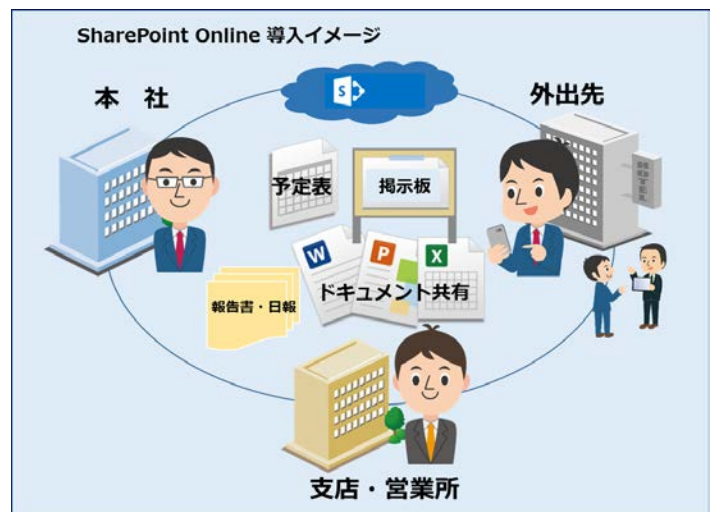 SharePoint Online 導入イメージ
本 社
外出先
S
予定表
掲示板
W
P
X
ドキュメント共有
報告書・日報
支店・営業所